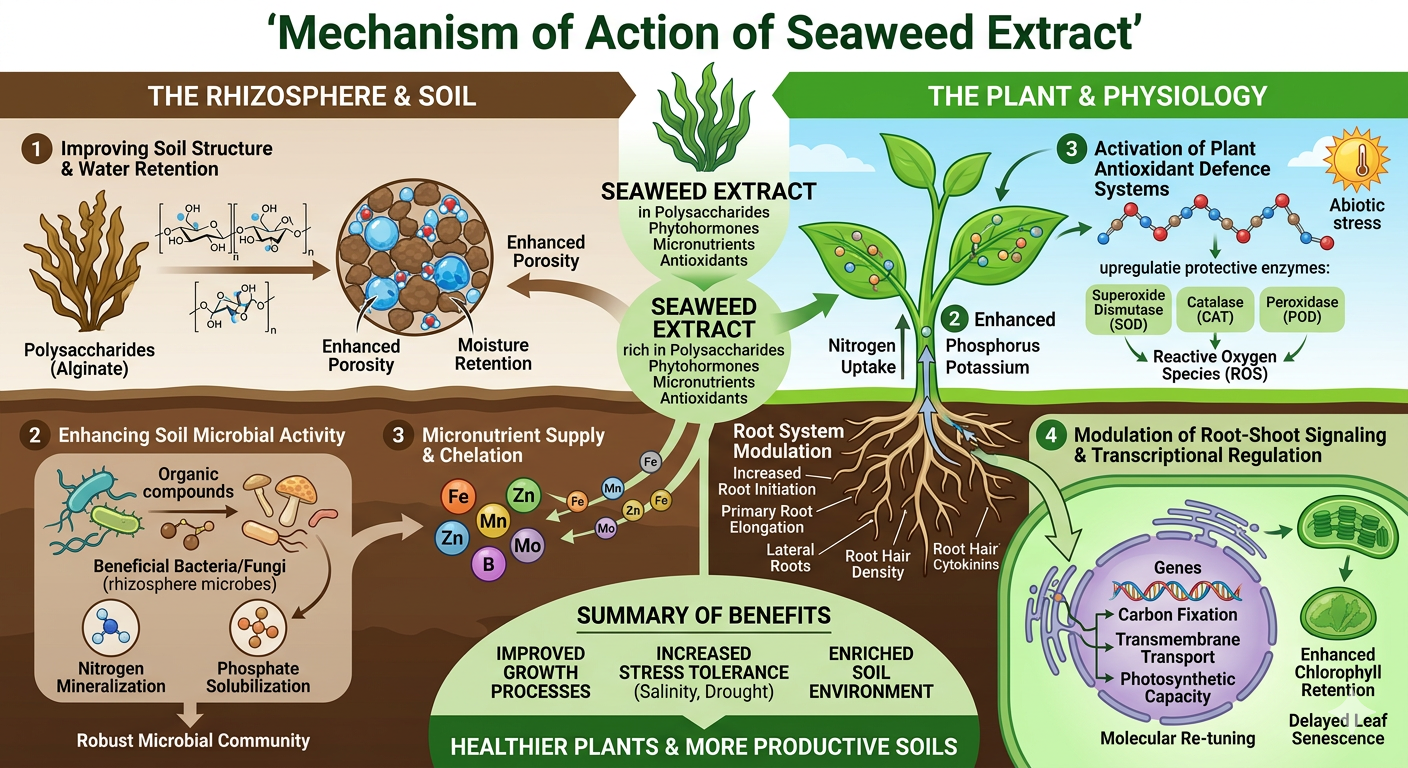 ‘Mechanism of Action of Seaweed Extract’
THE RHIZOSPHERE & SOIL
THE PLANT & PHYSIOLOGY
1 Improving Soil Structure
& Water Retention
OH
OH
HO
OH
HO
OH
n
n
OH
OH
HO
n
Polysaccharides
(Alginate)
Enhanced
Porosity
Moisture
Retention
Enhanced
Porosity
SEAWEED EXTRACT
in Polysaccharides
Phytohormones
Micronutrients
Antioxidants
SEAWEED
EXTRACT
rich in Polysaccharides
Phytohormones
Micronutrients
Antioxidants
2 Enhanced
Phosphorus
Potassium
Nitrogen
Uptake
3 Activation of Plant
Antioxidant Defence
Systems
Abiotic
stress
upregulatie protective enzymes:
Superoxide
Dismutase
(SOD)
Catalase
(CAT)
Peroxidase
(POD)
Reactive Oxygen
Species (ROS)
2 Enhancing Soil Microbial Activity
Organic
compounds
Beneficial Bacteria/Fungi
(rhizosphere microbes)
Nitrogen
Mineralization
Phosphate
Solubilization
Robust Microbial Community
3 Micronutrient Supply
& Chelation
Fe
Zn
Mn
Zn
Mo
B
Fe
Mn
Fe
Zn
Fe
Mo
Root System
Modulation
Increased
Root Initiation
Primary Root
Elongation
Lateral
Roots
Root Hair
Density
Root Hair
Cytokinins
4 Modulation of Root-Shoot Signaling
& Transcriptional Regulation
Genes
Carbon Fixation
Transmembrane
Transport
Photosynthetic
Capacity
Molecular Re-tuning
Enhanced
Chlorophyll
Retention
Delayed Leaf
Senescence
SUMMARY OF BENEFITS
IMPROVED
GROWTH
PROCESSES
INCREASED
STRESS TOLERANCE
(Salinity, Drought)
ENRICHED
SOIL
ENVIRONMENT
HEALTHIER PLANTS & MORE PRODUCTIVE SOILS